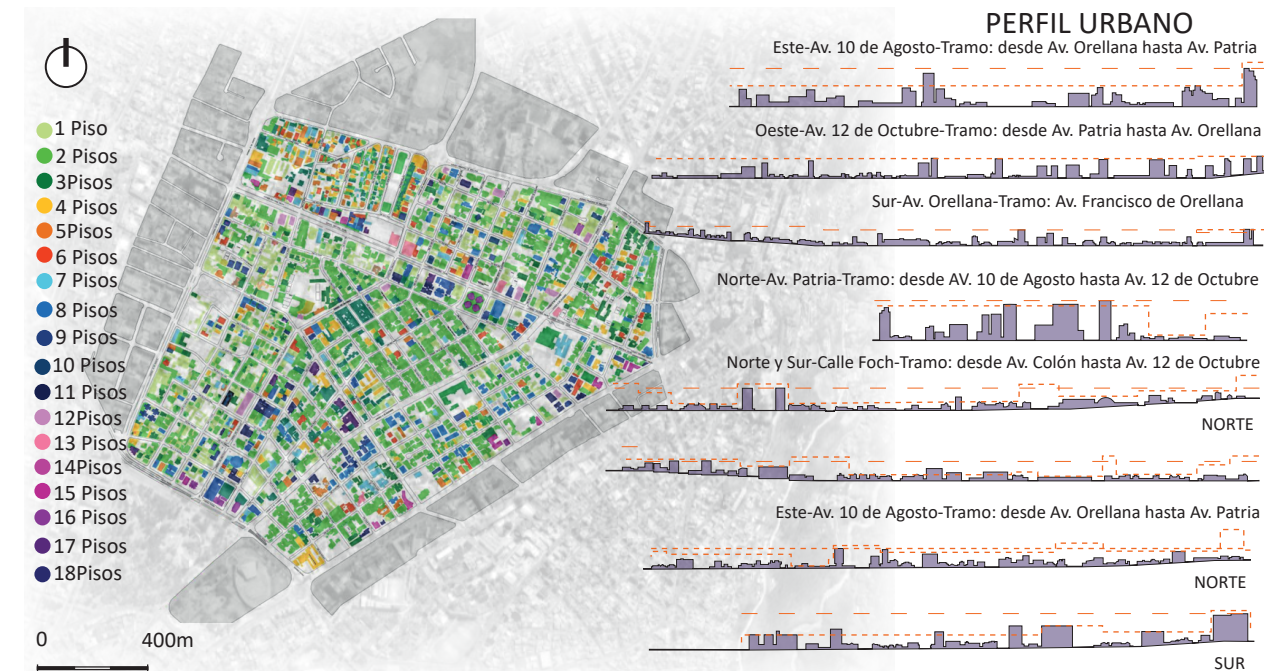 PERFIL URBANO
Este-Av. 10 de Agosto-Tramo: desde Av. Orellana hasta Av. Patria
1 Piso
2 Pisos
3Pisos
4 Pisos
5Pisos
6 Pisos
7 Pisos
8 Pisos
9 Pisos
10 Pisos
11 Pisos
12Pisos
13 Pisos
14Pisos
15 Pisos
16 Pisos
17 Pisos
18Pisos
0 400m
Oeste-Av. 12 de Octubre-Tramo: desde Av. Patria hasta Av. Orellana
Sur-Av. Orellana-Tramo: Av. Francisco de Orellana
Norte-Av. Patria-Tramo: desde AV. 10 de Agosto hasta Av. 12 de Octubre
Norte y Sur-Calle Foch-Tramo: desde Av. Colón hasta Av. 12 de Octubre
NORTE
Este-Av. 10 de Agosto-Tramo: desde Av. Orellana hasta Av. Patria
NORTE
SUR